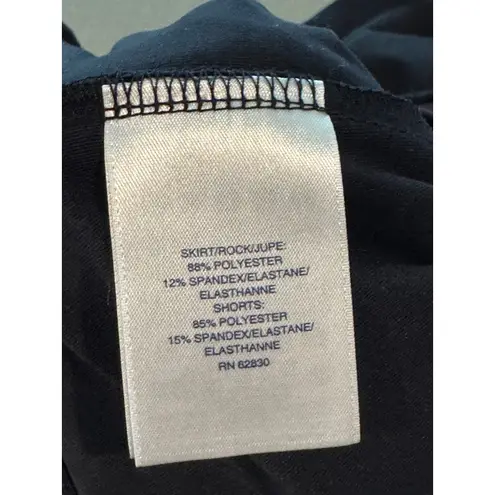 SKIRT/ROCK/JUPE:
88% POLYESTER
12% SPANDEX/ELASTANE/
ELASTHANNE
SHORTS:
85% POLYESTER
15% SPANDEX/ELASTANE/
ELASTHANNE
RN 62830